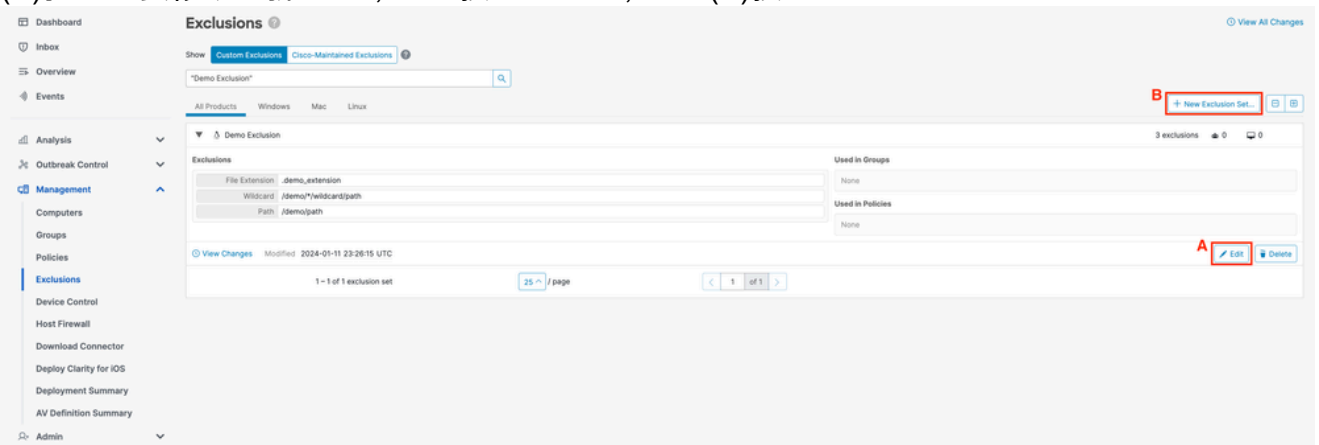 Dashboard
Inbox
Overview
Events
Analysis
Outbreak Control
Management
Computers
Groups
Policies
Exclusions
Device Control
Host Firewall
Download Connector
Deploy Clarity for iOS
Deployment Summary
AV Definition Summary
Admin
Exclusions
View All Changes
Show Custom Exclusions Cisco-Maintained Exclusions
"Demo Exclusion"
All Products Windows Mac Linux
B
+ New Exclusion Set...
Demo Exclusion
3 exclusions 0 0
Exclusions
File Extension .demo_extension
Wildcard /demo/*/wildcard/path
Path /demo/path
Used in Groups
None
Used in Policies
None
View Changes Modified 2024-01-11 23:26:15 UTC
A
Edit Delete
1 – 1 of 1 exclusion set
25 / page
1 of 1